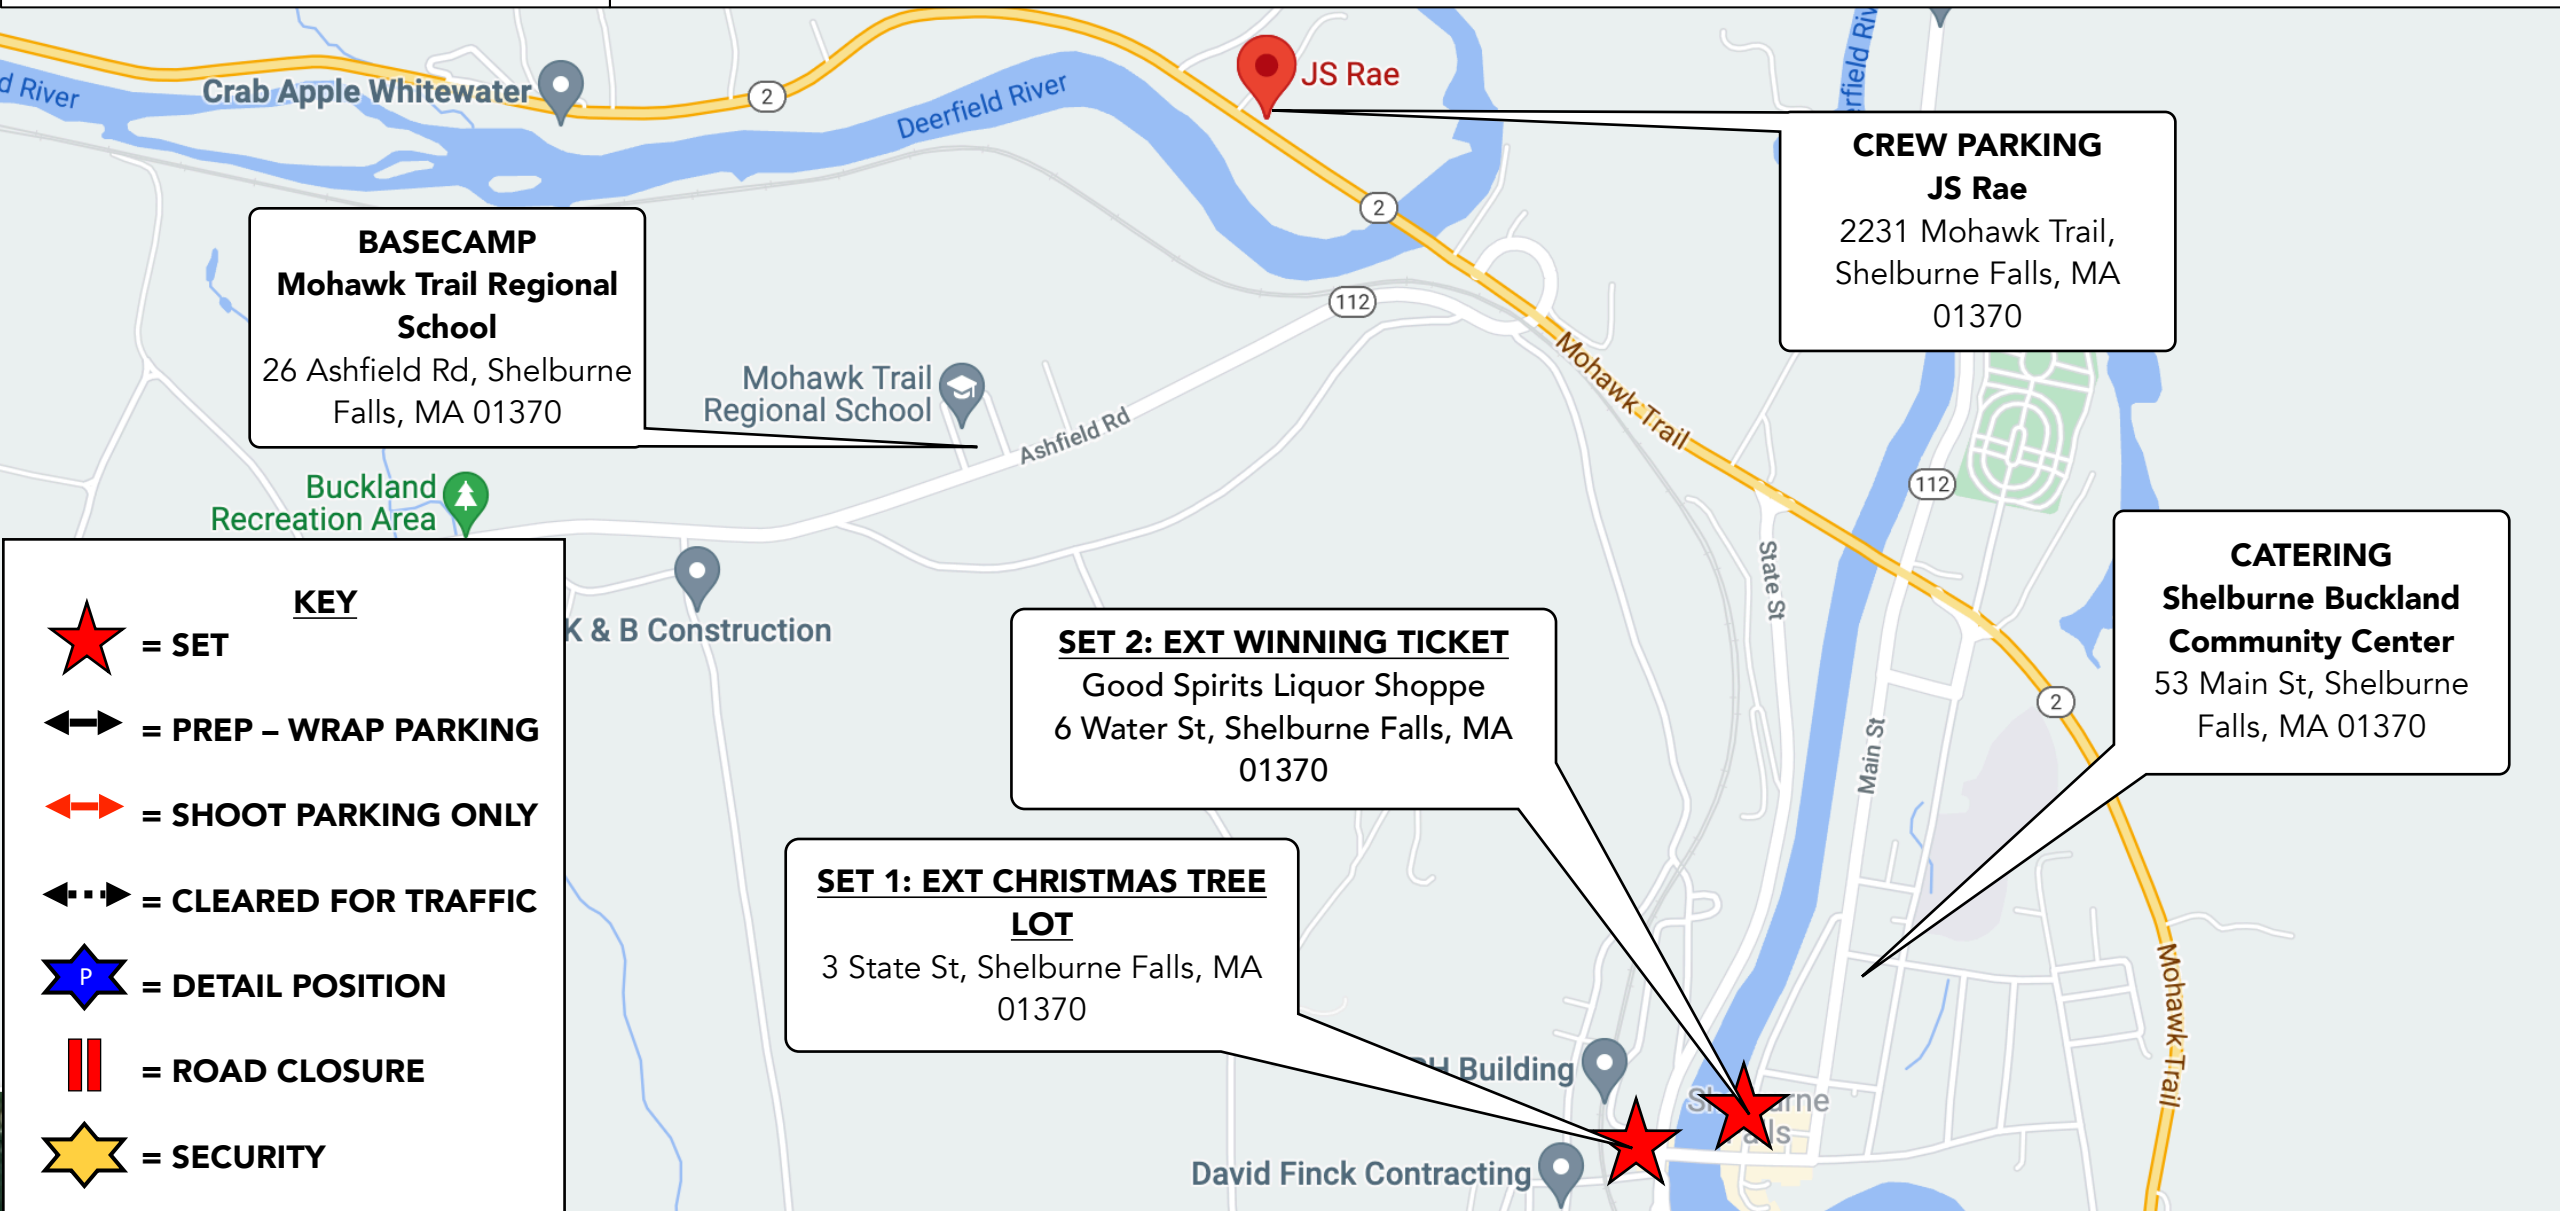 d River
Crab Apple Whitewater
2
Deerfield River
JS Rae
2
CREW PARKING
JS Rae
2231 Mohawk Trail,
Shelburne Falls, MA
01370
BASECAMP
Mohawk Trail Regional
School
26 Ashfield Rd, Shelburne
Falls, MA 01370
112
Mohawk Trail
Regional School
Ashfield Rd
Mohawk Trail
112
Buckland
Recreation Area
State St
CATERING
Shelburne Buckland
Community Center
53 Main St, Shelburne
Falls, MA 01370
K & B Construction
SET 2: EXT WINNING TICKET
Good Spirits Liquor Shoppe
6 Water St, Shelburne Falls, MA
01370
2
Main St
SET 1: EXT CHRISTMAS TREE
LOT
3 State St, Shelburne Falls, MA
01370
Mohawk Trail
Building
David Finck Contracting
KEY
= SET
= PREP – WRAP PARKING
= SHOOT PARKING ONLY
= CLEARED FOR TRAFFIC
P
= DETAIL POSITION
= ROAD CLOSURE
= SECURITY